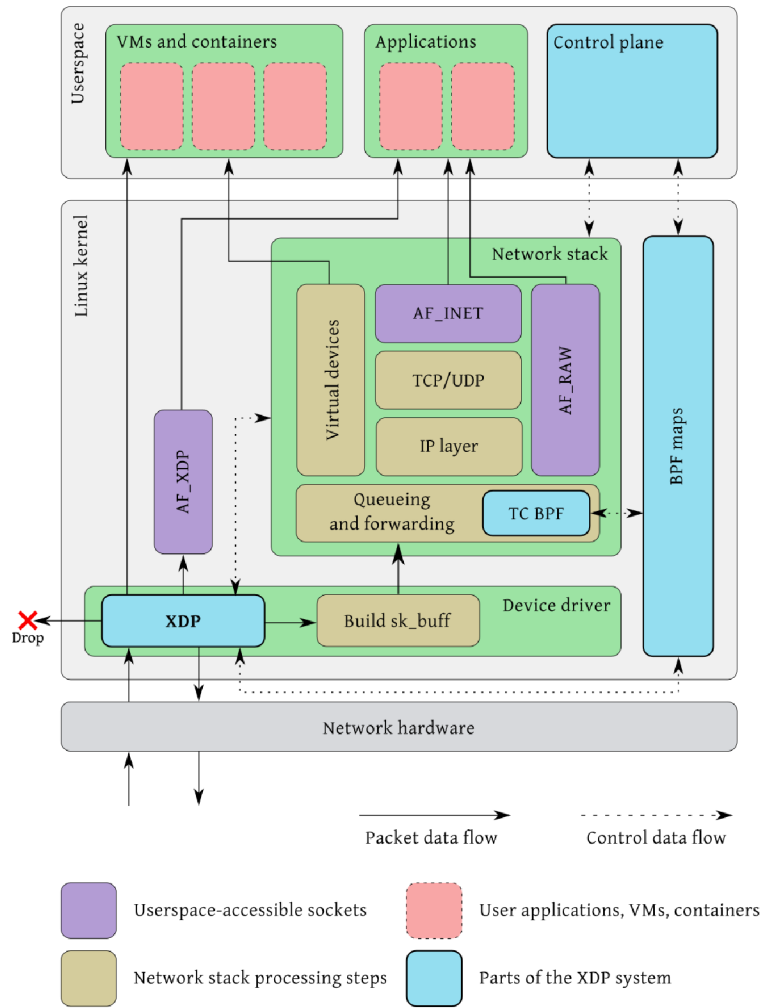 Userspace
VMs and containers
Applications
Control plane
Linux kernel
Network stack
Virtual devices
AF_INET
AF_RAW
TCP/UDP
IP layer
BPF maps
AF_XDP
Queueing
and forwarding
TC BPF
Device driver
XDP
Build sk_buff
Drop
Network hardware
Packet data flow
Control data flow
Userspace-accessible sockets
User applications, VMs, containers
Network stack processing steps
Parts of the XDP system